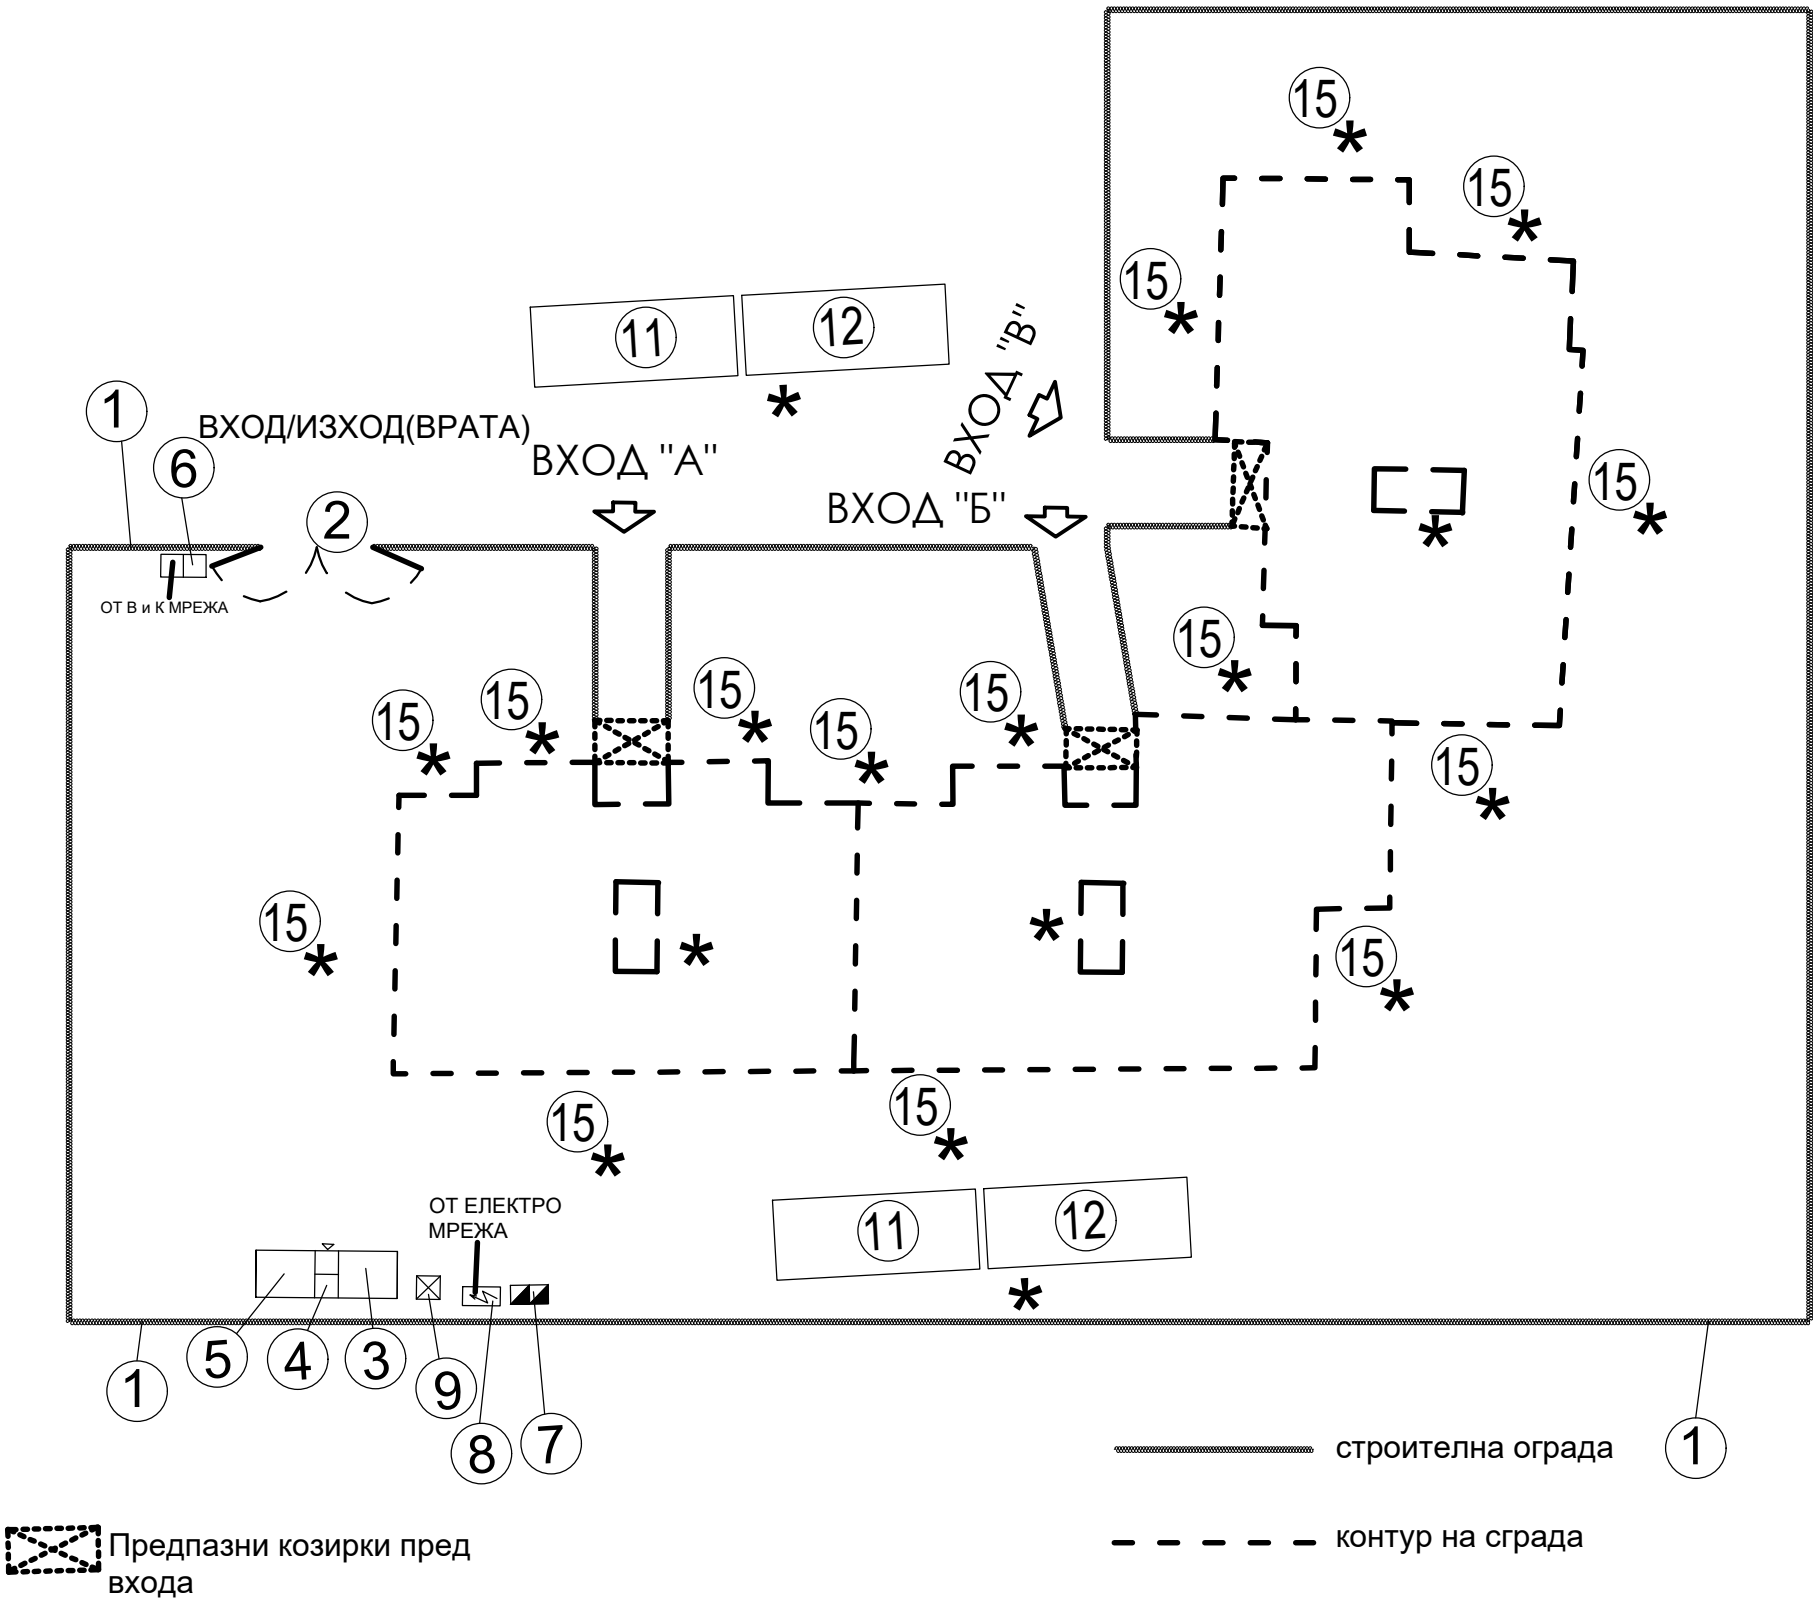 15
15
15
11
12
ВХОД "В"
1
ВХОД/ИЗХОД(ВРАТА)
6
ВХОД "А"
2
ВХОД "Б"
15
ОТ В и К МРЕЖА
15
15
15
15
15
15
15
15
15
15
15
ОТ ЕЛЕКТРО
МРЕЖА
11
12
5
4
3
1
9
8
7
строителна ограда
1
Предпазни козирки пред
входа
контур на сграда